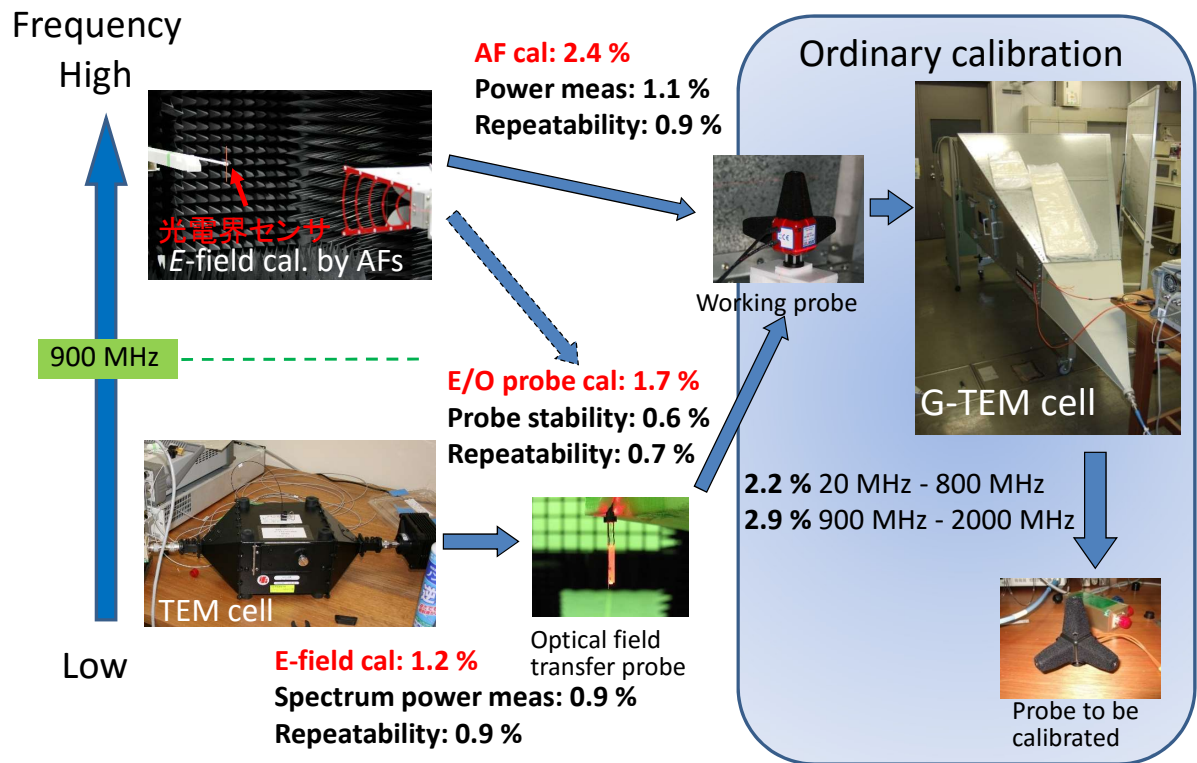 Frequency
High
AF cal: 2.4 %
Power meas: 1.1 %
Repeatability: 0.9 %
Ordinary calibration
光電界センサ
E-field cal. by AFs
Working probe
900 MHz
E/O probe cal: 1.7 %
Probe stability: 0.6 %
Repeatability: 0.7 %
G-TEM cell
2.2 % 20 MHz - 800 MHz
2.9 % 900 MHz - 2000 MHz
TEM cell
Low
Optical field
transfer probe
E-field cal: 1.2 %
Spectrum power meas: 0.9 %
Repeatability: 0.9 %
Probe to be
calibrated